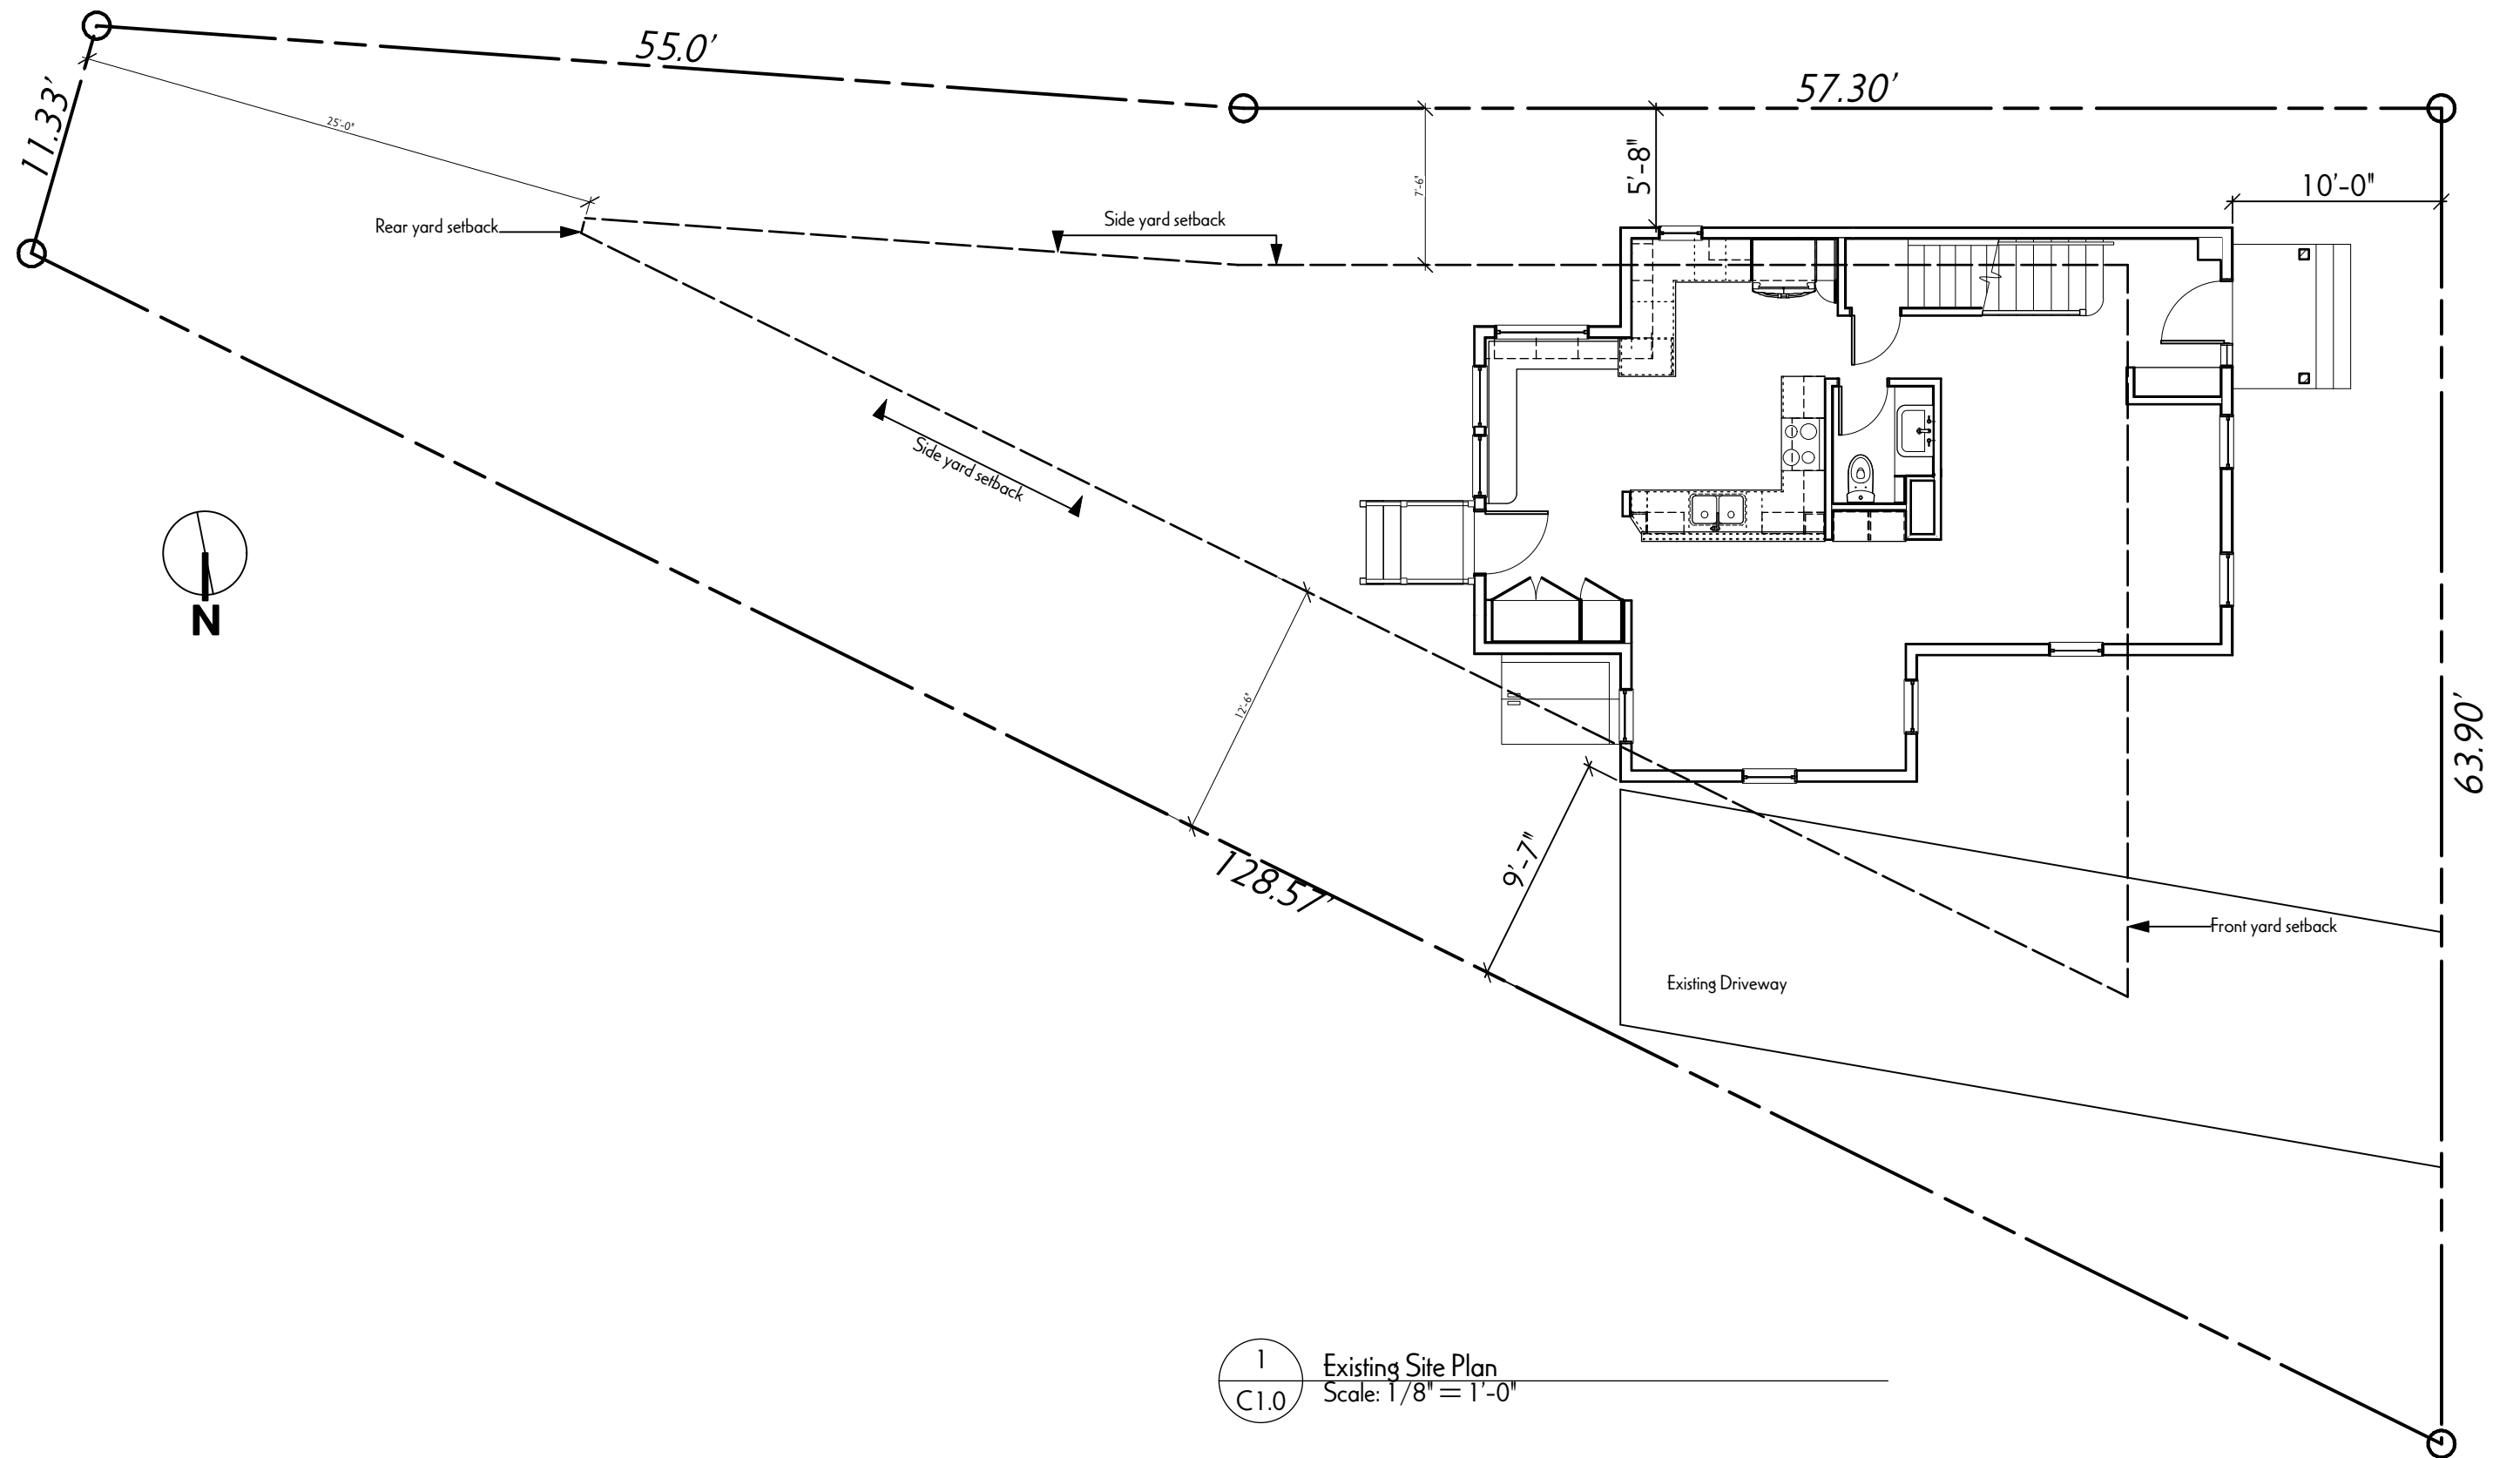 55.0'
57.30'
11.33'
25'-0"
5'-8"
7'-6"
10'-0"
Side yard setback
Rear yard setback
Side yard setback
N
12'-6"
63.90'
9'-7"
128.57'
Front yard setback
Existing Driveway
1
C1.0
Existing Site Plan
Scale: 1/8" = 1'-0"